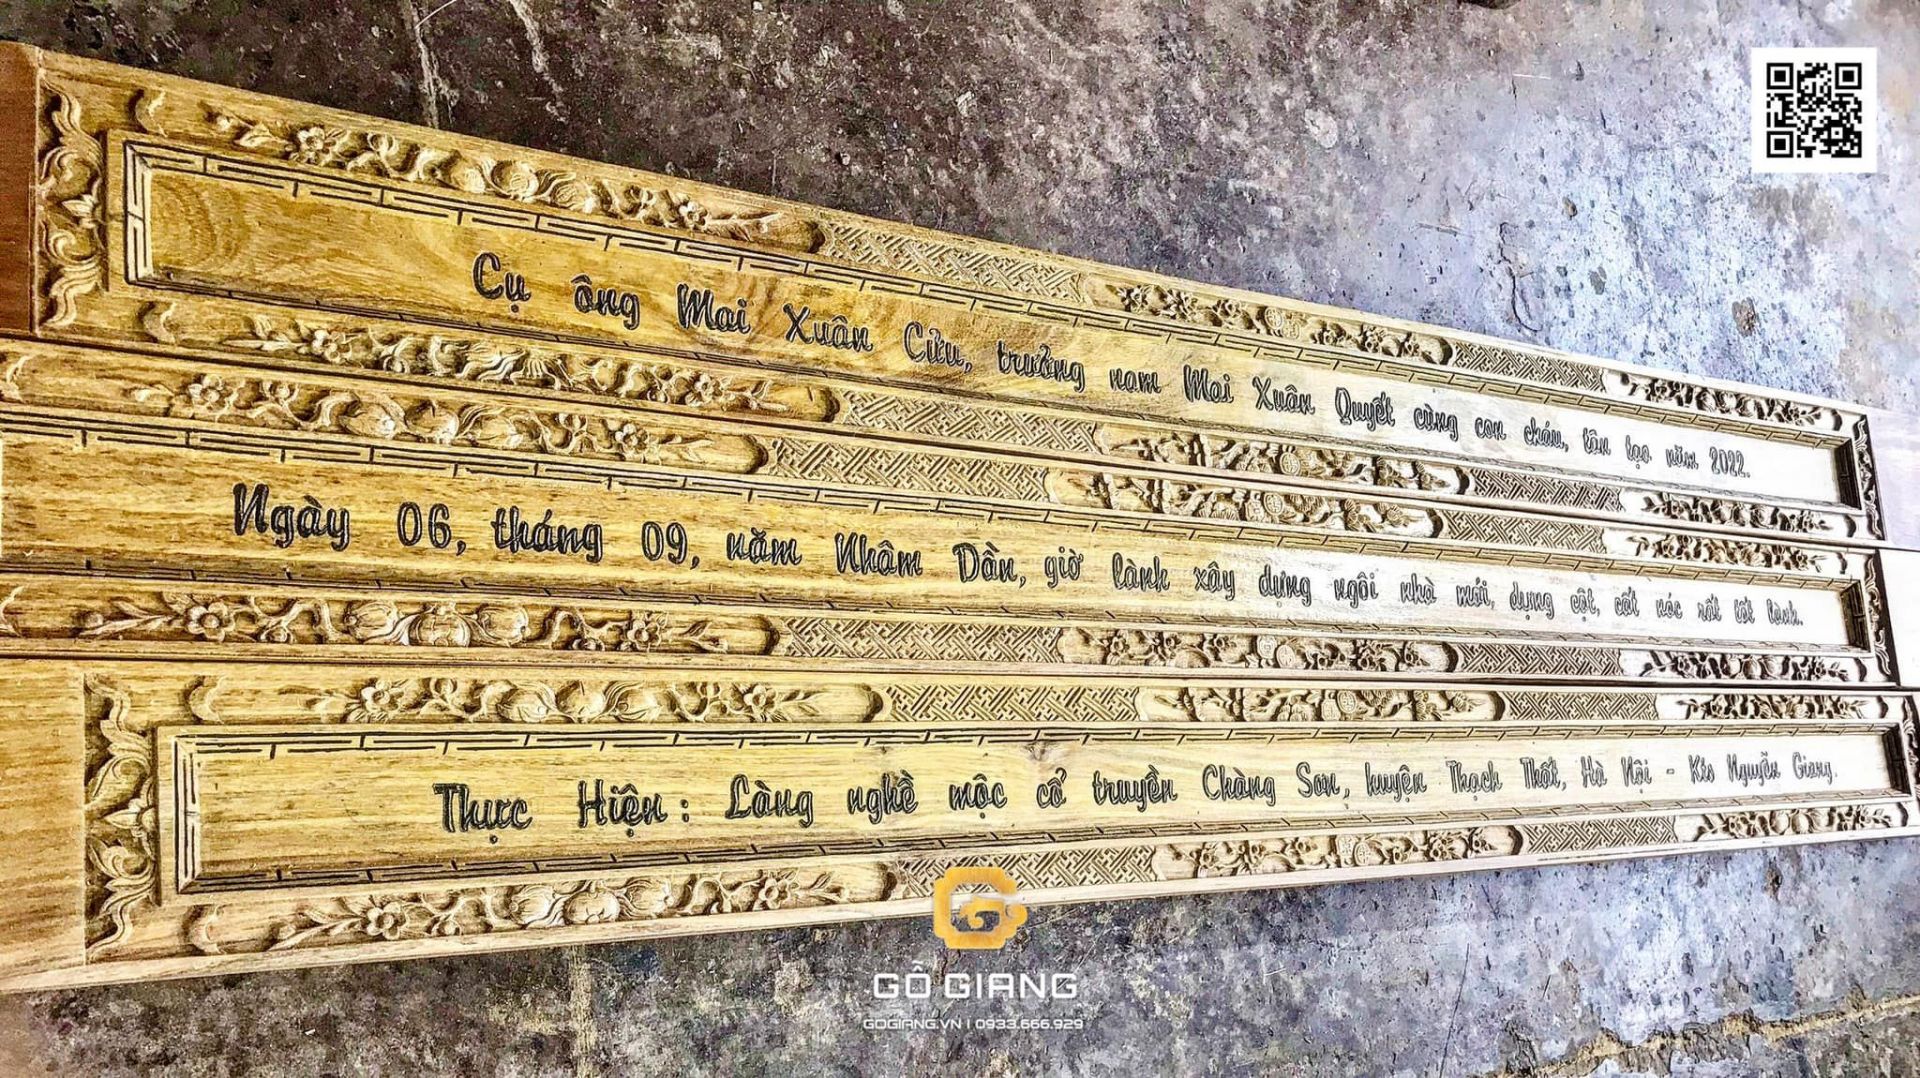 Cụ ông Mai Xuân Cửu, trưởng nam Mai Xuân Quyết cùng con cháu, tân tạo năm 2022.
Ngày 06, tháng 09, năm Nhâm Dần, giờ lành xây dựng ngôi nhà mới, dựng cột, cất nóc rất tốt lành.
Thực Hiện: Làng nghề mộc cổ truyền Chàng Sơn, huyện Thạch Thất, Hà Nội - Kts Nguyễn Giang.
GỖ GIANG
GOGIANG.VN | 0933.666.929